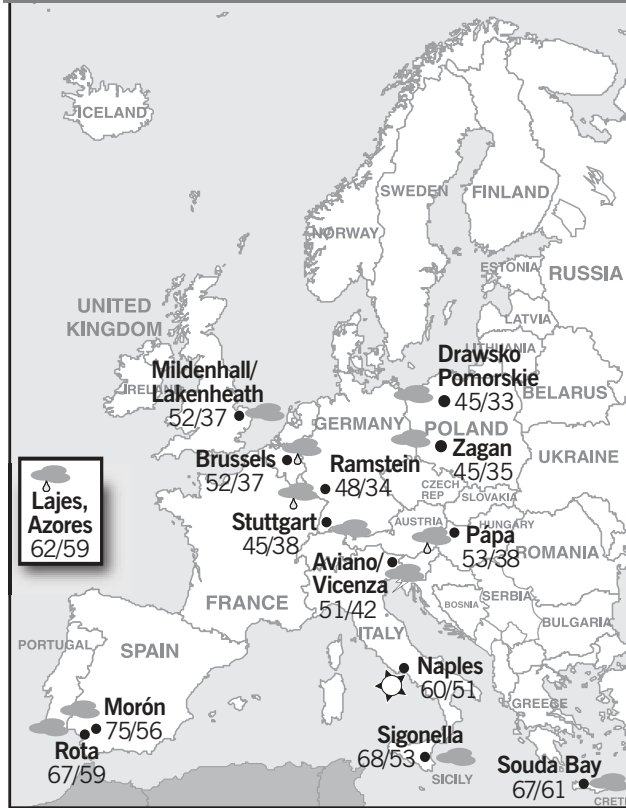 ICELAND
SWEDEN
FINLAND
NORWAY
ESTONIA
RUSSIA
LATVIA
LITHUANIA
UNITED
KINGDOM
IRELAND
Mildenhall/
Lakenheath
52/37
Drawsko
Pomorskie
45/33
BELARUS
GERMANY
POLAND
Zagan
45/35
Brussels
52/37
Ramstein
48/34
UKRAINE
CZECH
REP
SLOVAKIA
Lajes,
Azores
62/59
Stuttgart
45/38
AUSTRIA
HUNGARY
Papa
53/38
ROMANIA
Aviano/
Vicenza
51/42
FRANCE
ITALY
BOSNIA
SERBIA
BULGARIA
PORTUGAL
SPAIN
Naples
60/51
GREECE
Morón
75/56
Rota
67/59
Sigonella
68/53
SICILY
Souda Bay
67/61
CRETE